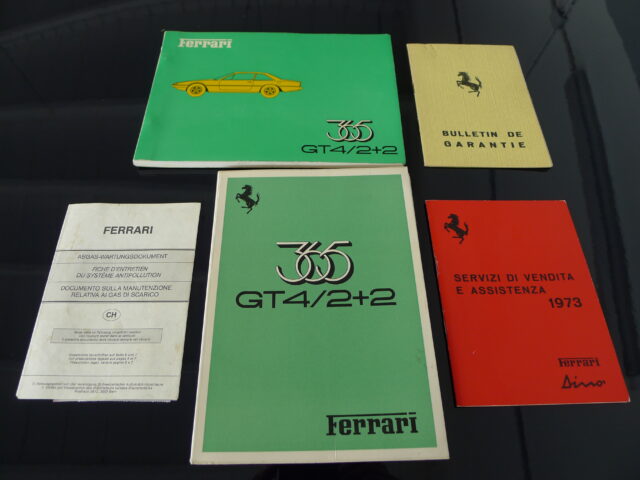 Ferrari
365
GT4/2+2
BULLETIN DE
GARANTIE
FERRARI
ABGAS-WARTUNGSDOKUMENT
FICHE D'ENTRETIEN
DU SYSTÈME ANTIPOLLUTION
DOCUMENTO SULLA MANUTENZIONE
RELATIVA AI GAS DI SCARICO
CH
365
GT4/2+2
Ferrari
SERVIZI DI VENDITA
E ASSISTENZA
1973
Ferrari
Dino